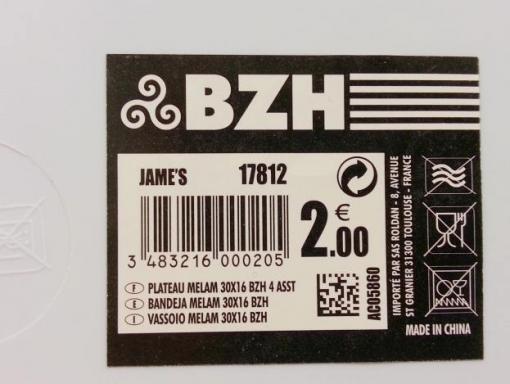 BZH
JAME'S 17812
2.00 €
3 483216 000205
F PLATEAU MELAM 30X16 BZH 4 ASST
E BANDEJA MELAM 30X16 BZH
I VASSOIO MELAM 30X16 BZH
AC05860
IMPORTÉ PAR SAS ROLDAN - 8, AVENUE
ST GRANIER 31300 TOULOUSE - FRANCE
MADE IN CHINA